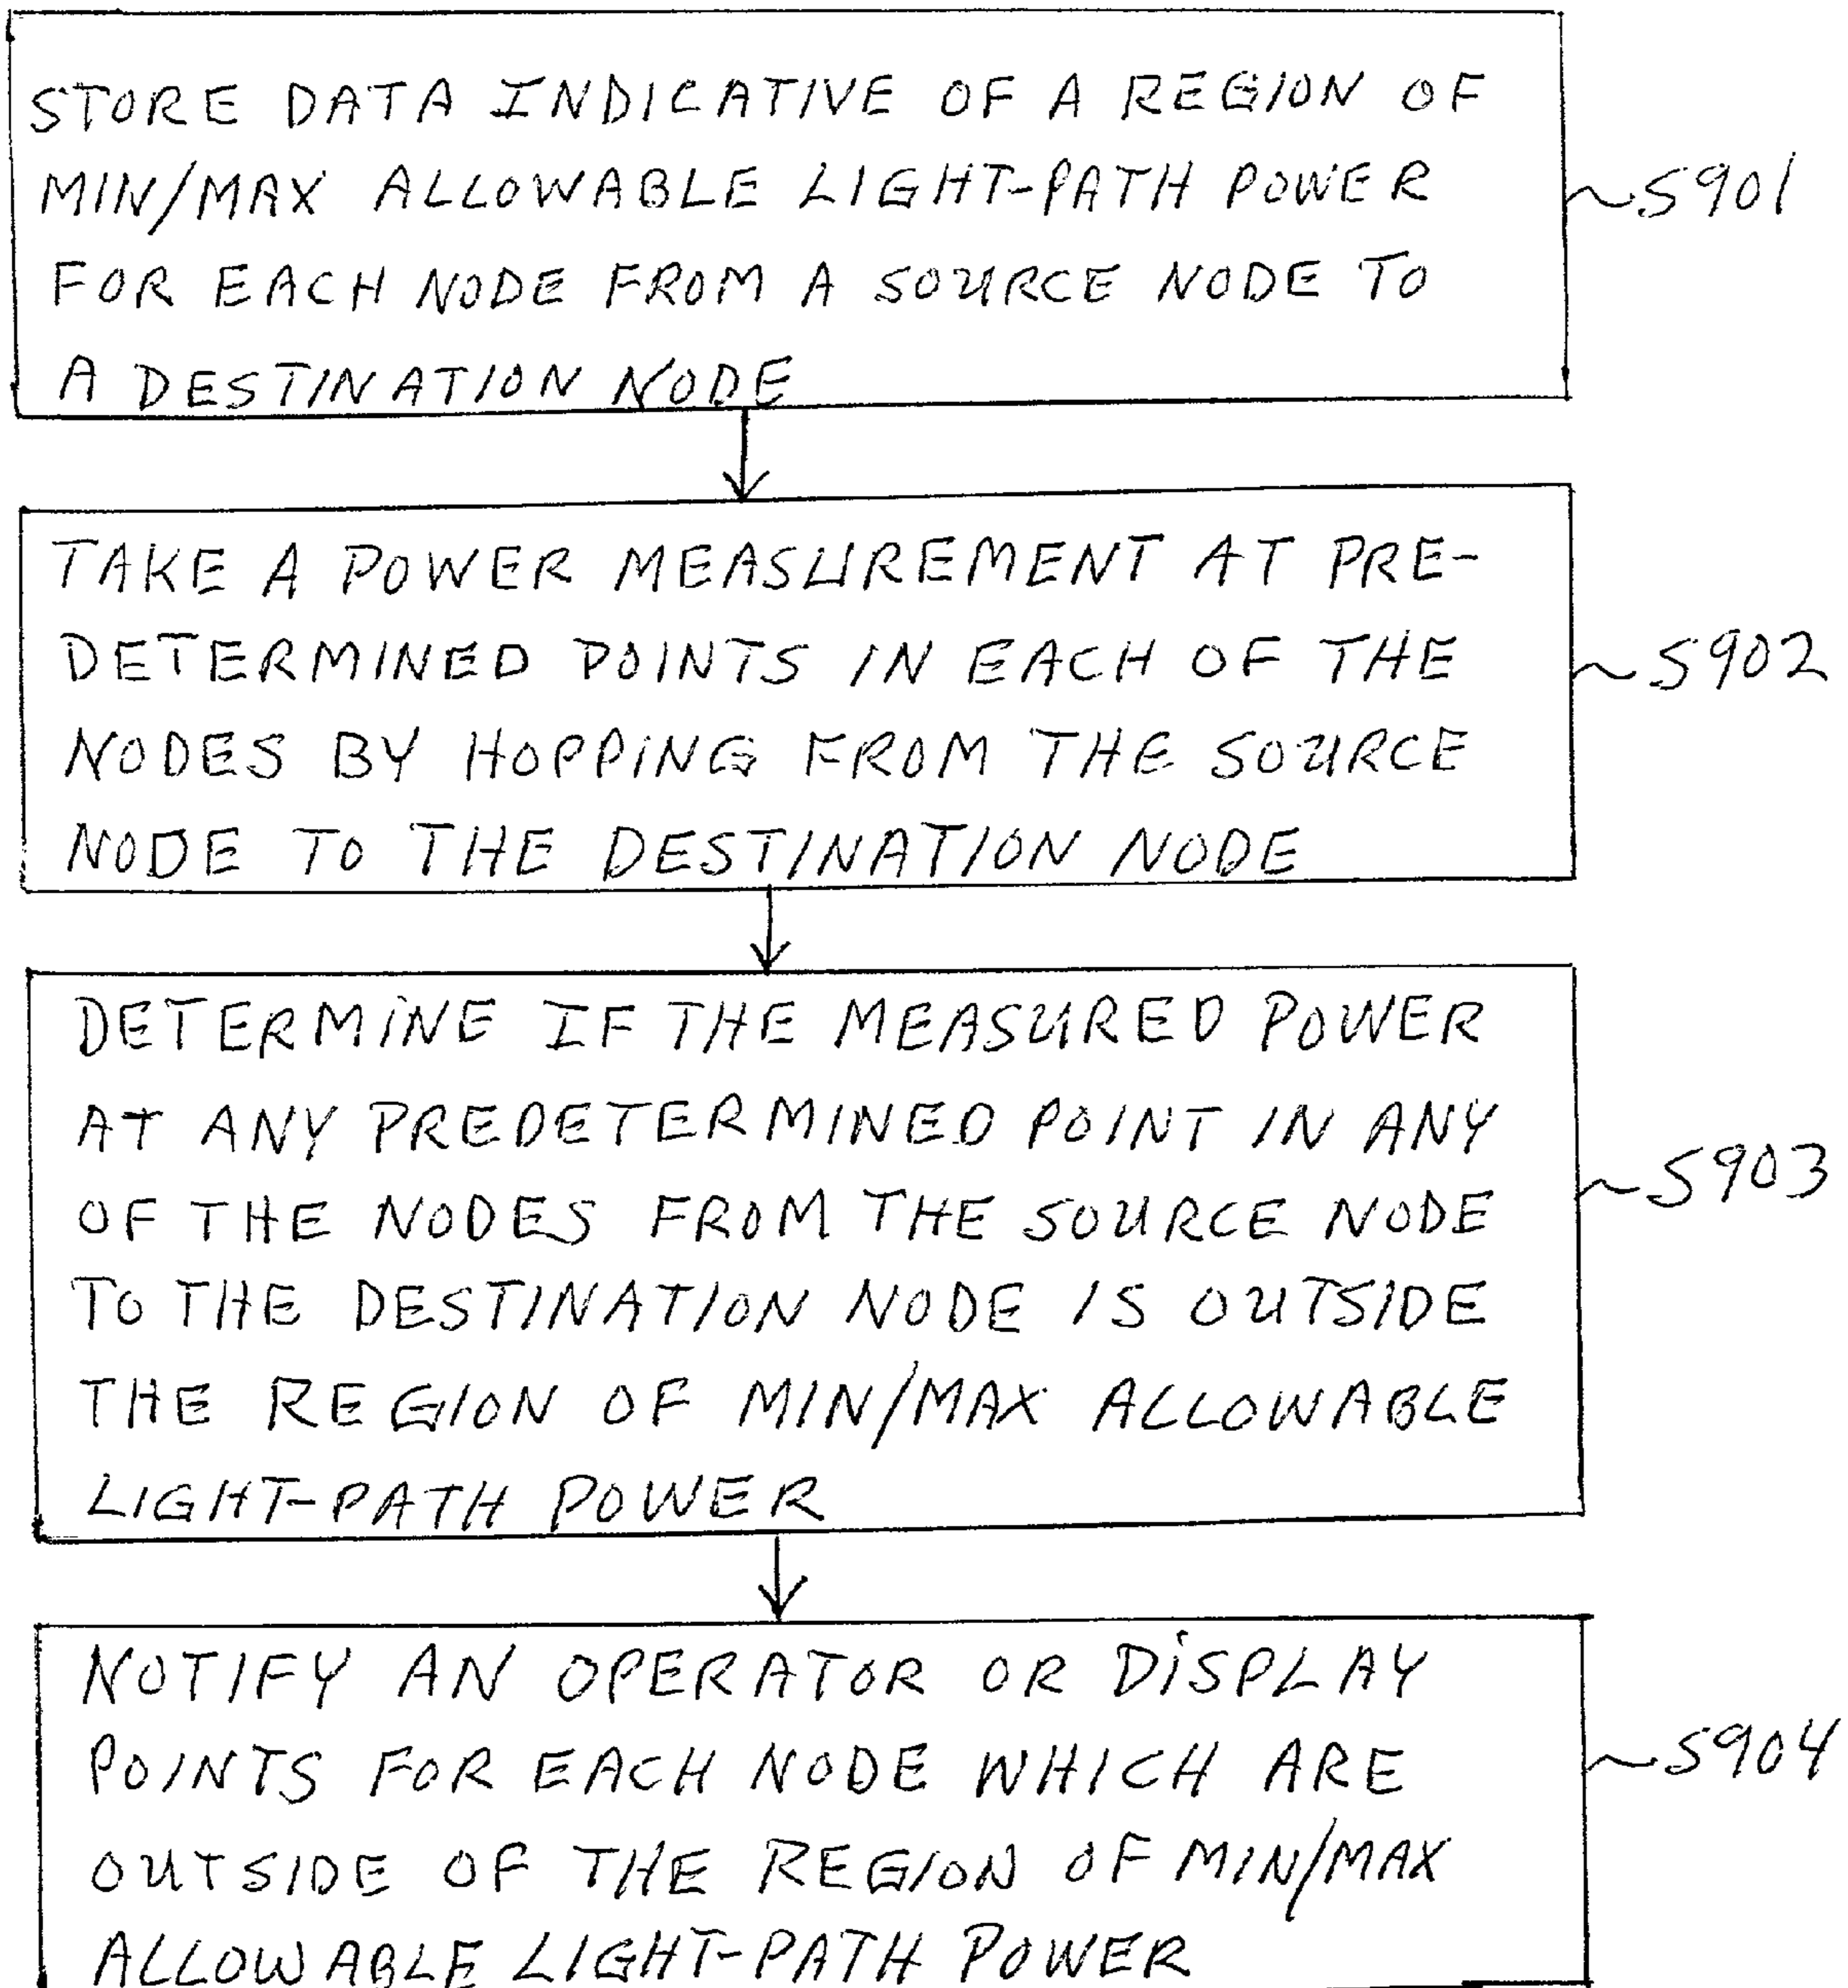 STORE DATA INDICATIVE OF A REGION OF
MIN/MAX ALLOWABLE LIGHT-PATH POWER
FOR EACH NODE FROM A SOURCE NODE TO
A DESTINATION NODE
S901
TAKE A POWER MEASUREMENT AT PRE-
DETERMINED POINTS IN EACH OF THE
NODES BY HOPPING FROM THE SOURCE
NODE TO THE DESTINATION NODE
S902
DETERMINE IF THE MEASURED POWER
AT ANY PREDETERMINED POINT IN ANY
OF THE NODES FROM THE SOURCE NODE
TO THE DESTINATION NODE IS OUTSIDE
THE REGION OF MIN/MAX ALLOWABLE
LIGHT-PATH POWER
S903
NOTIFY AN OPERATOR OR DISPLAY
POINTS FOR EACH NODE WHICH ARE
OUTSIDE OF THE REGION OF MIN/MAX
ALLOWABLE LIGHT-PATH POWER
S904